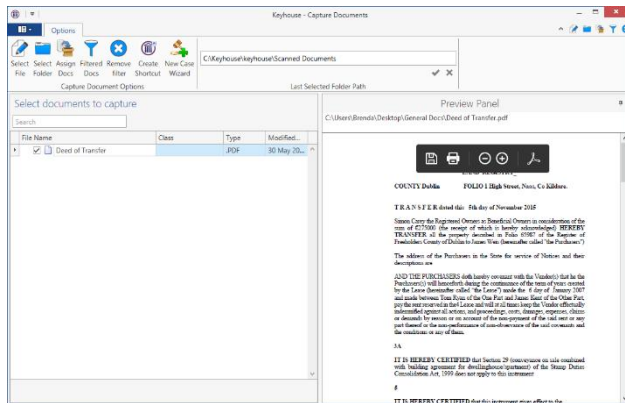 Keyhouse - Capture Documents
Options
Select File
Select Folder
Assign Docs
Filtered Docs
Remove filter
Create Shortcut
New Case Wizard
Capture Document Options
C:\Keyhouse\keyhouse\Scanned Documents
Last Selected Folder Path
Select documents to capture
Search
File Name Class Type Modified...
Deed of Transfer .PDF 30 May 20...
Preview Panel
C:\Users\Brenda\Desktop\General Docs\Deed of Transfer.pdf
COUNTY Dublin FOLIO 1 High Street, Naas, Co Kildare.
T R A N S F E R dated this 5th day of November 2015
Simon Carry the Registered Owners as Beneficial Owners in consideration of the
sum of €275000 (the receipt of which is hereby acknowledged) HEREBY
TRANSFER all the property described in Folio 65987 of the Register of
Freeholders County of Dublin to James Weir (hereinafter called "the Purchasers")
The address of the Purchasers in the State for service of Notices and their
descriptions are
AND THE PURCHASERS doth hereby covenant with the Vendor(s) that he the
Purchaser(s) will henceforth during the continuance of the term of years created
by the Lease (hereinafter called "the Lease") made the 6 day of January 2007
and made between Tom Ryan of the One Part and James Kent of the Other Part,
pay the rent reserved in the Lease and will at all times keep the Vendor effectually
indemnified against all actions, and proceedings, costs, damages, expenses, claims
or demands by reason or on account of the non-payment of the said rent or any
part thereof or the non-performance of non-observance of the said covenants and
the conditions or any of them.
3A
IT IS HEREBY CERTIFIED that Section 29 (conveyance on sale combined
with building agreement for dwellinghouse/apartment) of the Stamp Duties
Consolidation Act, 1999 does not apply to this instrument
IT IS HEREBY CERTIFIED that this instrument gives effect to the